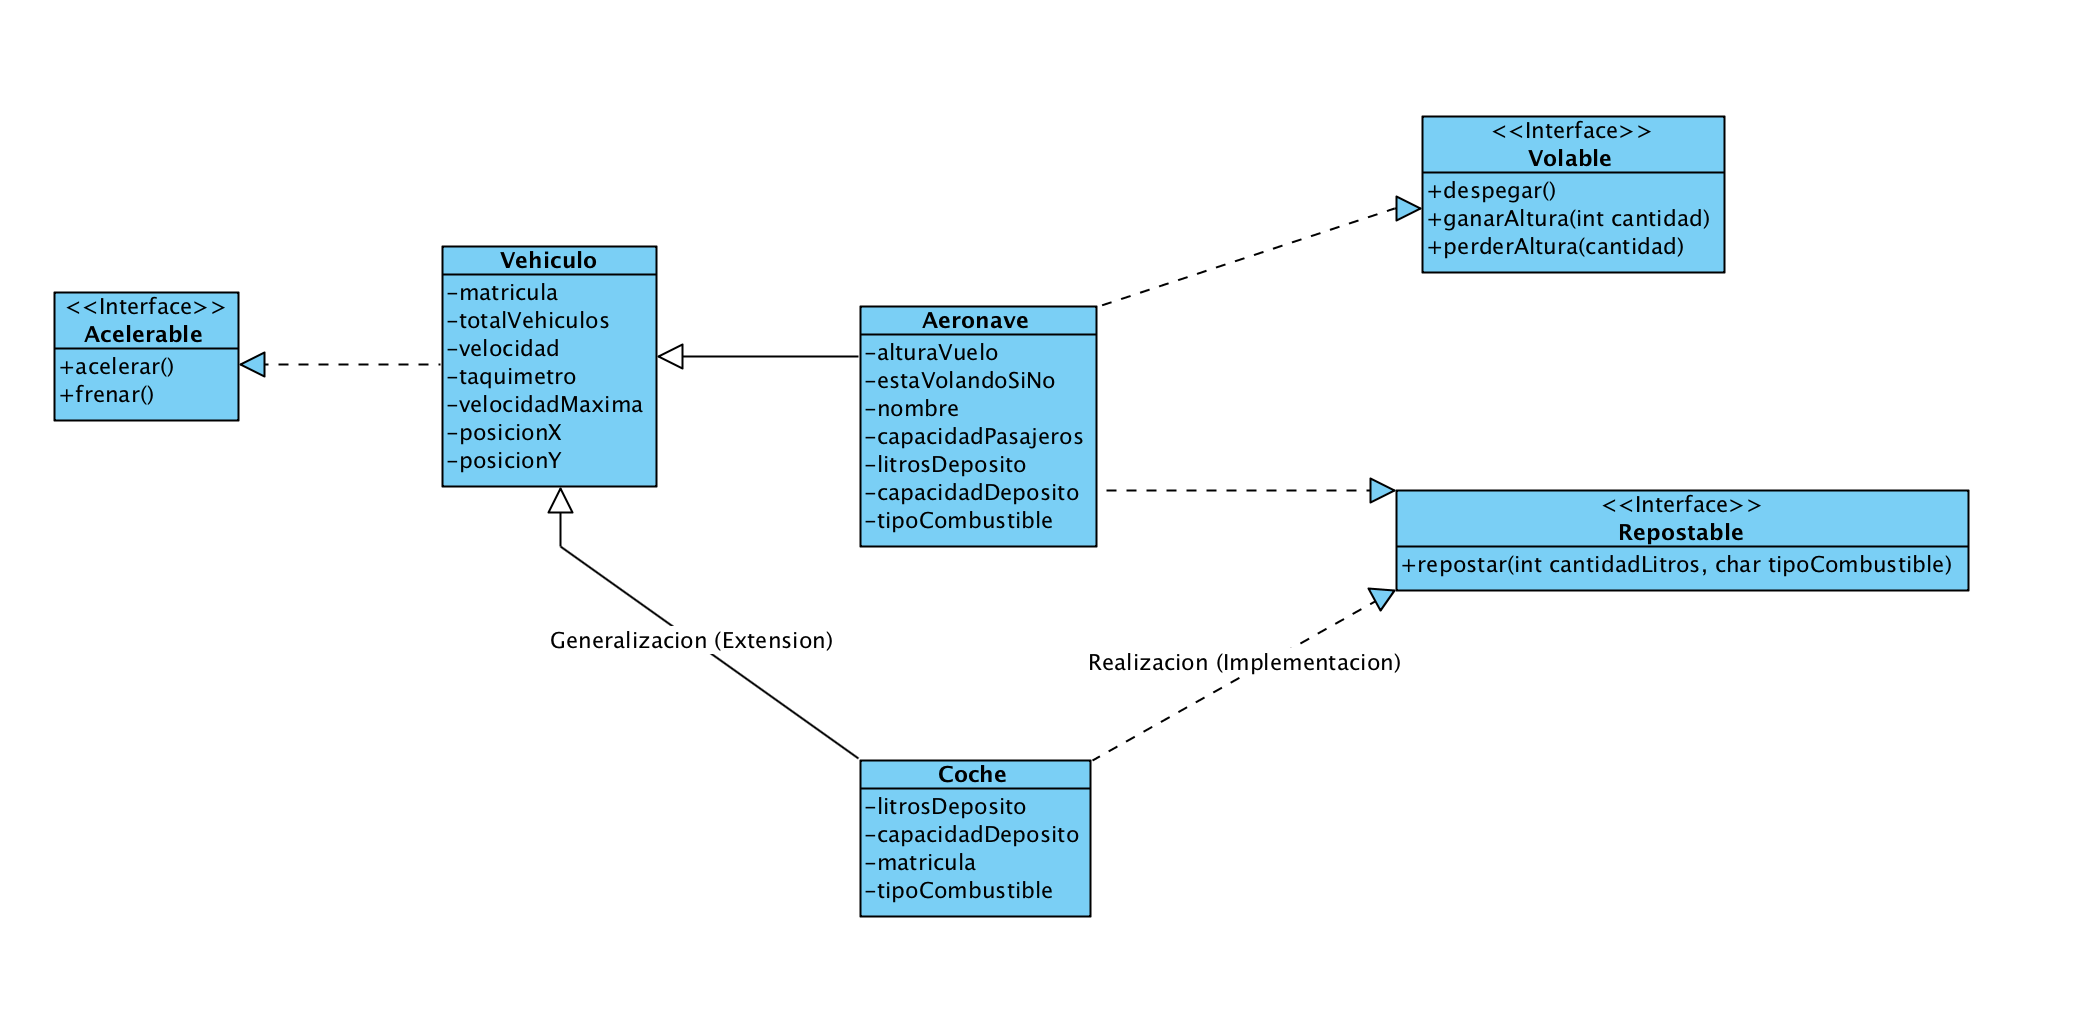 <<Interface>>
Acelerable
+acelerar()
+frenar()
Vehiculo
-matricula
-totalVehiculos
-velocidad
-taquimetro
-velocidadMaxima
-posicionX
-posicionY
Aeronave
-alturaVuelo
-estaVolandoSiNo
-nombre
-capacidadPasajeros
-litrosDeposito
-capacidadDeposito
-tipoCombustible
<<Interface>>
Volable
+despegar()
+ganarAltura(int cantidad)
+perderAltura(cantidad)
<<Interface>>
Repostable
+repostar(int cantidadLitros, char tipoCombustible)
Generalizacion (Extension)
Realizacion (Implementacion)
Coche
-litrosDeposito
-capacidadDeposito
-matricula
-tipoCombustible